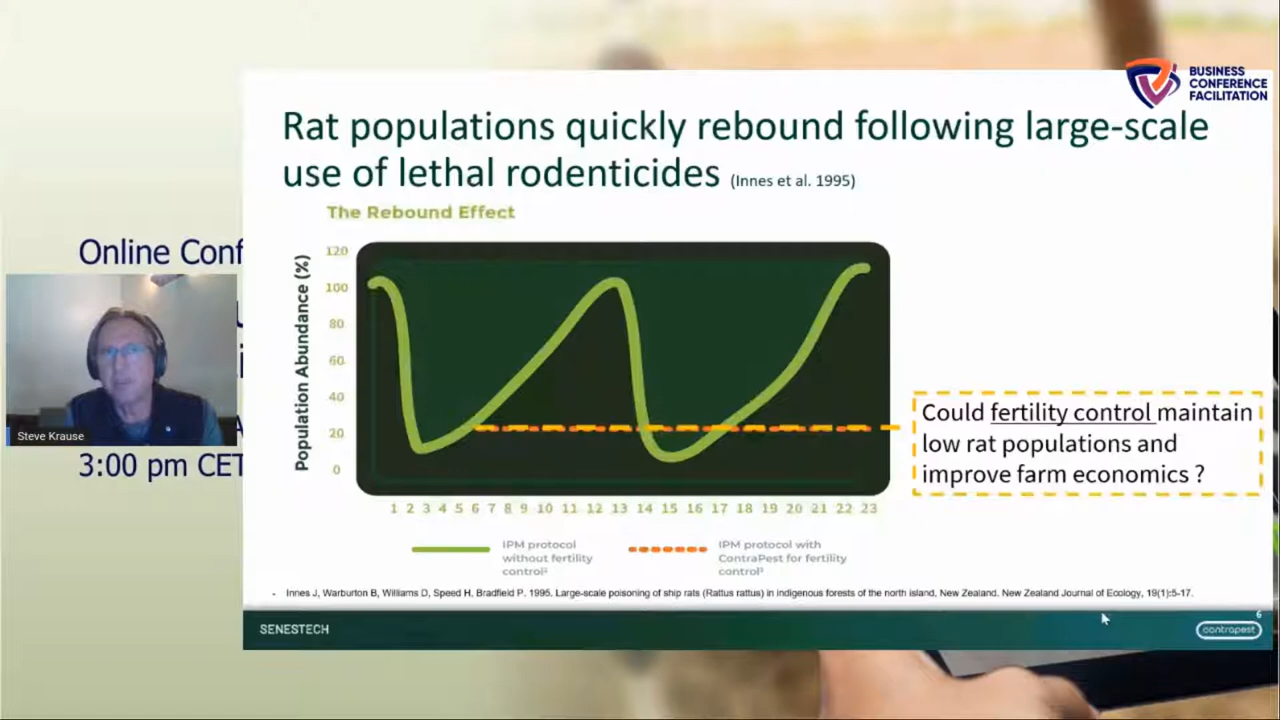 BUSINESS
CONFERENCE
FACILITATION
Rat populations quickly rebound following large-scale
use of lethal rodenticides (Innes et al. 1995)
The Rebound Effect
Online Conf
Steve Krause
3:00 pm CET
Population Abundance (%)
120
100
80
60
40
20
0
1 2 3 4 5 6 7 8 9 10 11 12 13 14 15 16 17 18 19 20 21 22 23
Could fertility control maintain
low rat populations and
improve farm economics ?
IPM protocol
without fertility
control²
IPM protocol with
ContraPest for fertility
control³
- Innes J, Warburton B, Williams D, Speed H, Bradfield P. 1995. Large-scale poisoning of ship rats (Rattus rattus) in indigenous forests of the north island, New Zealand. New Zealand Journal of Ecology, 19(1):5-17.
6
SENESTECH
contrapest